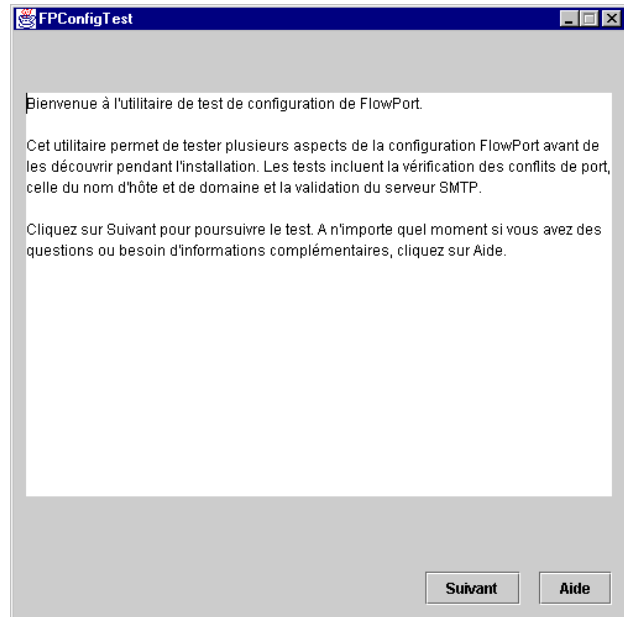 FPConfigTest
Bienvenue à l'utilitaire de test de configuration de FlowPort.
Cet utilitaire permet de tester plusieurs aspects de la configuration FlowPort avant de
les découvrir pendant l'installation. Les tests incluent la vérification des conflits de port,
celle du nom d'hôte et de domaine et la validation du serveur SMTP.
Cliquez sur Suivant pour poursuivre le test. A n'importe quel moment si vous avez des
questions ou besoin d'informations complémentaires, cliquez sur Aide.
Suivant Aide